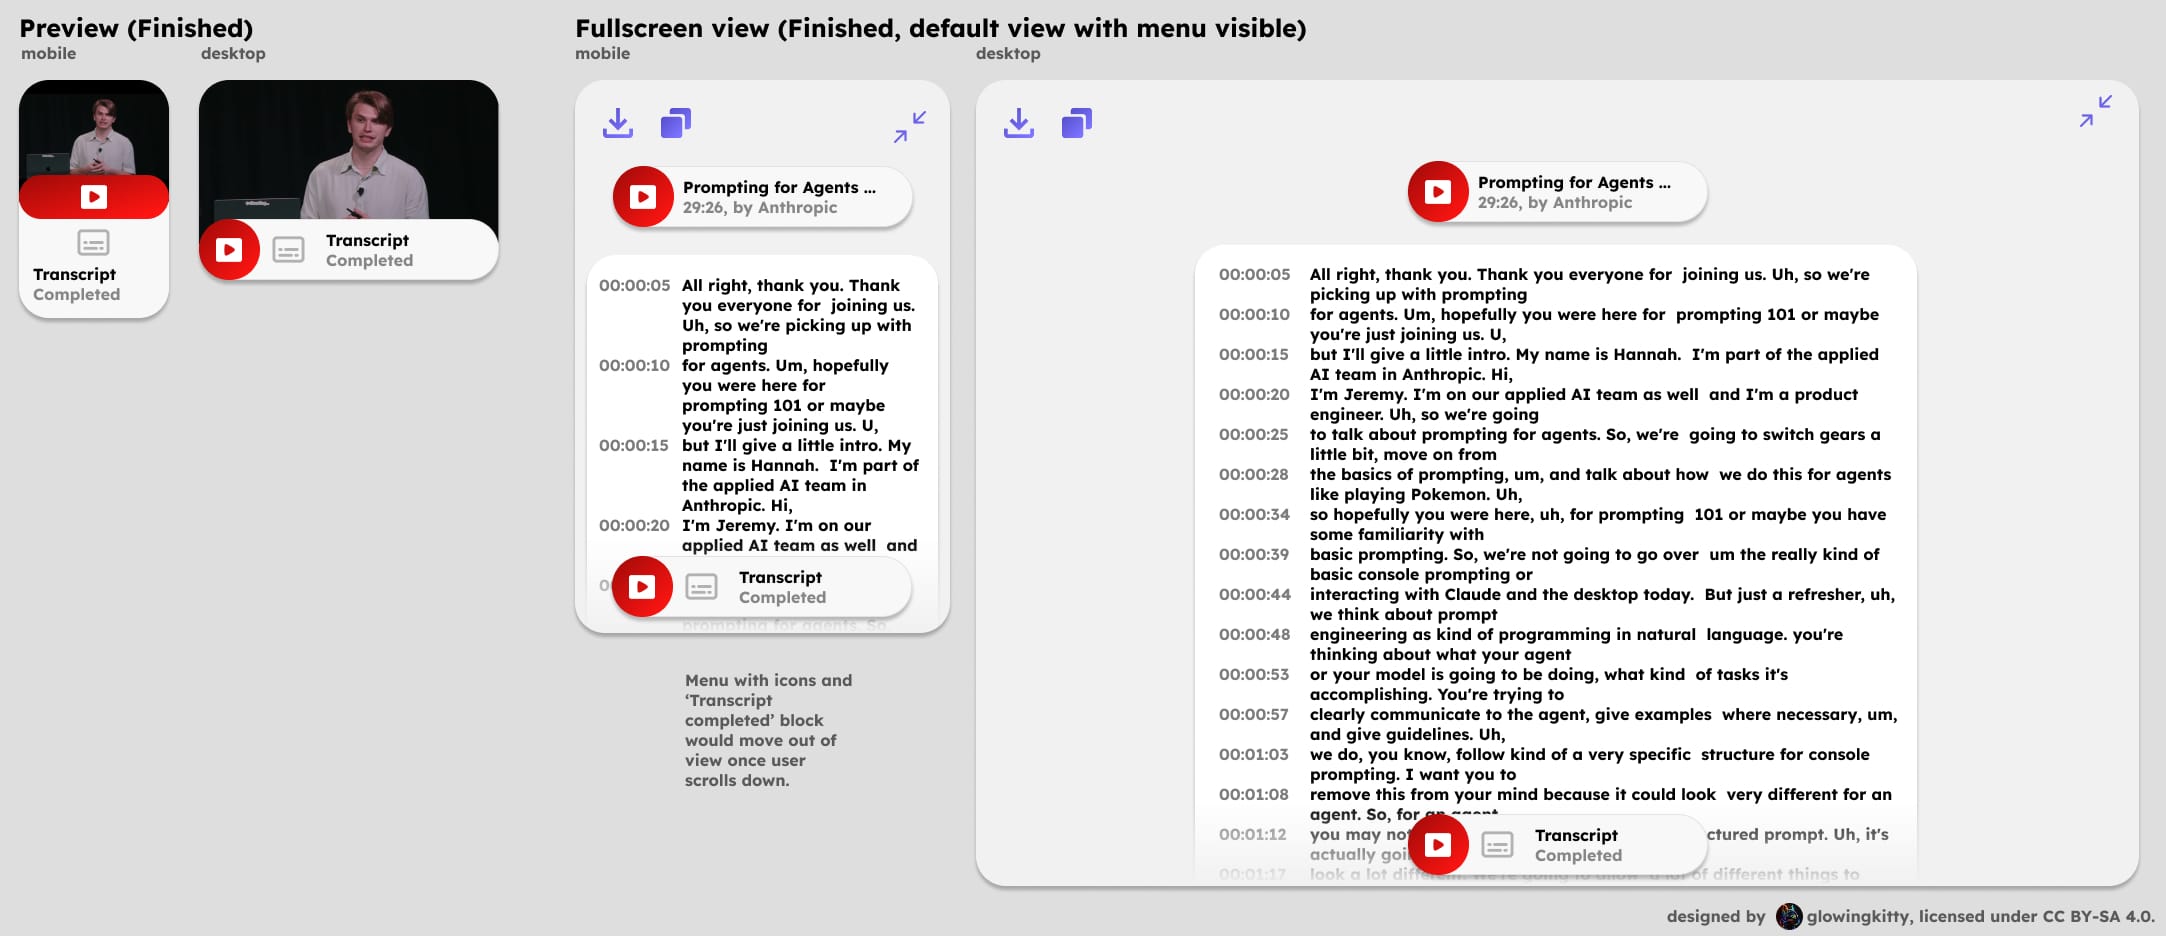 Preview (Finished)
mobile
desktop
Transcript
Completed
Transcript
Completed
Fullscreen view (Finished, default view with menu visible)
mobile
Prompting for Agents ...
29:26, by Anthropic
00:00:05 All right, thank you. Thank
you everyone for  joining us.
Uh, so we're picking up with
prompting
00:00:10 for agents. Um, hopefully
you were here for
prompting 101 or maybe
you're just joining us. U,
00:00:15 but I'll give a little intro. My
name is Hannah.  I'm part of
the applied AI team in
Anthropic. Hi,
00:00:20 I'm Jeremy. I'm on our
applied AI team as well  and
Transcript
Completed
prompting for agents. So
Menu with icons and
‘Transcript
completed’ block
would move out of
view once user
scrolls down.
desktop
Prompting for Agents ...
29:26, by Anthropic
00:00:05 All right, thank you. Thank you everyone for  joining us. Uh, so we're
picking up with prompting
00:00:10 for agents. Um, hopefully you were here for  prompting 101 or maybe
you're just joining us. U,
00:00:15 but I'll give a little intro. My name is Hannah.  I'm part of the applied
AI team in Anthropic. Hi,
00:00:20 I'm Jeremy. I'm on our applied AI team as well  and I'm a product
engineer. Uh, so we're going
00:00:25 to talk about prompting for agents. So, we're  going to switch gears a
little bit, move on from
00:00:28 the basics of prompting, um, and talk about how  we do this for agents
like playing Pokemon. Uh,
00:00:34 so hopefully you were here, uh, for prompting  101 or maybe you have
some familiarity with
00:00:39 basic prompting. So, we're not going to go over  um the really kind of
basic console prompting or
00:00:44 interacting with Claude and the desktop today.  But just a refresher, uh,
we think about prompt
00:00:48 engineering as kind of programming in natural  language. you're
thinking about what your agent
00:00:53 or your model is going to be doing, what kind  of tasks it's
accomplishing. You're trying to
00:00:57 clearly communicate to the agent, give examples  where necessary, um,
and give guidelines. Uh,
00:01:03 we do, you know, follow kind of a very specific  structure for console
prompting. I want you to
00:01:08 remove this from your mind because it could look  very different for an
agent. So, for an agent
00:01:12 you may not ctured prompt. Uh, it's
actually goi
00:01:17 look a lot different. We're going to allow  a lot of different things to
Transcript
Completed
designed by glowingkitty, licensed under CC BY-SA 4.0.